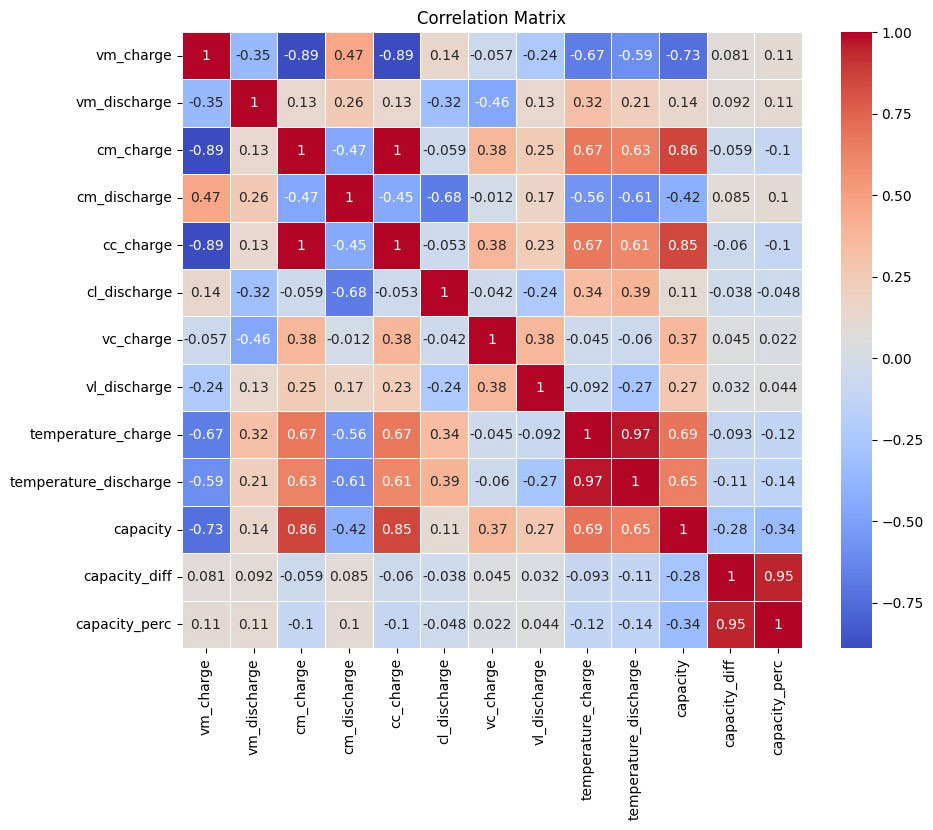 Correlation Matrix
vm_charge 1 -0.35 -0.89 0.47 -0.89 0.14 -0.057 -0.24 -0.67 -0.59 -0.73 0.081 0.11
vm_discharge -0.35 1 0.13 0.26 0.13 -0.32 -0.46 0.13 0.32 0.21 0.14 0.092 0.11
cm_charge -0.89 0.13 1 -0.47 1 -0.059 0.38 0.25 0.67 0.63 0.86 -0.059 -0.1
cm_discharge 0.47 0.26 -0.47 1 -0.45 -0.68 -0.012 0.17 -0.56 -0.61 -0.42 0.085 0.1
cc_charge -0.89 0.13 1 -0.45 1 -0.053 0.38 0.23 0.67 0.61 0.85 -0.06 -0.1
cl_discharge 0.14 -0.32 -0.059 -0.68 -0.053 1 -0.042 -0.24 0.34 0.39 0.11 -0.038 -0.048
vc_charge -0.057 -0.46 0.38 -0.012 0.38 -0.042 1 0.38 -0.045 -0.06 0.37 0.045 0.022
vl_discharge -0.24 0.13 0.25 0.17 0.23 -0.24 0.38 1 -0.092 -0.27 0.27 0.032 0.044
temperature_charge -0.67 0.32 0.67 -0.56 0.67 0.34 -0.045 -0.092 1 0.97 0.69 -0.093 -0.12
temperature_discharge -0.59 0.21 0.63 -0.61 0.61 0.39 -0.06 -0.27 0.97 1 0.65 -0.11 -0.14
capacity -0.73 0.14 0.86 -0.42 0.85 0.11 0.37 0.27 0.69 0.65 1 -0.28 -0.34
capacity_diff 0.081 0.092 -0.059 0.085 -0.06 -0.038 0.045 0.032 -0.093 -0.11 -0.28 1 0.95
capacity_perc 0.11 0.11 -0.1 0.1 -0.1 -0.048 0.022 0.044 -0.12 -0.14 -0.34 0.95 1
vm_charge
vm_discharge
cm_charge
cm_discharge
cc_charge
cl_discharge
vc_charge
vl_discharge
temperature_charge
temperature_discharge
capacity
capacity_diff
capacity_perc
1.00
0.75
0.50
0.25
0.00
−0.25
−0.50
−0.75